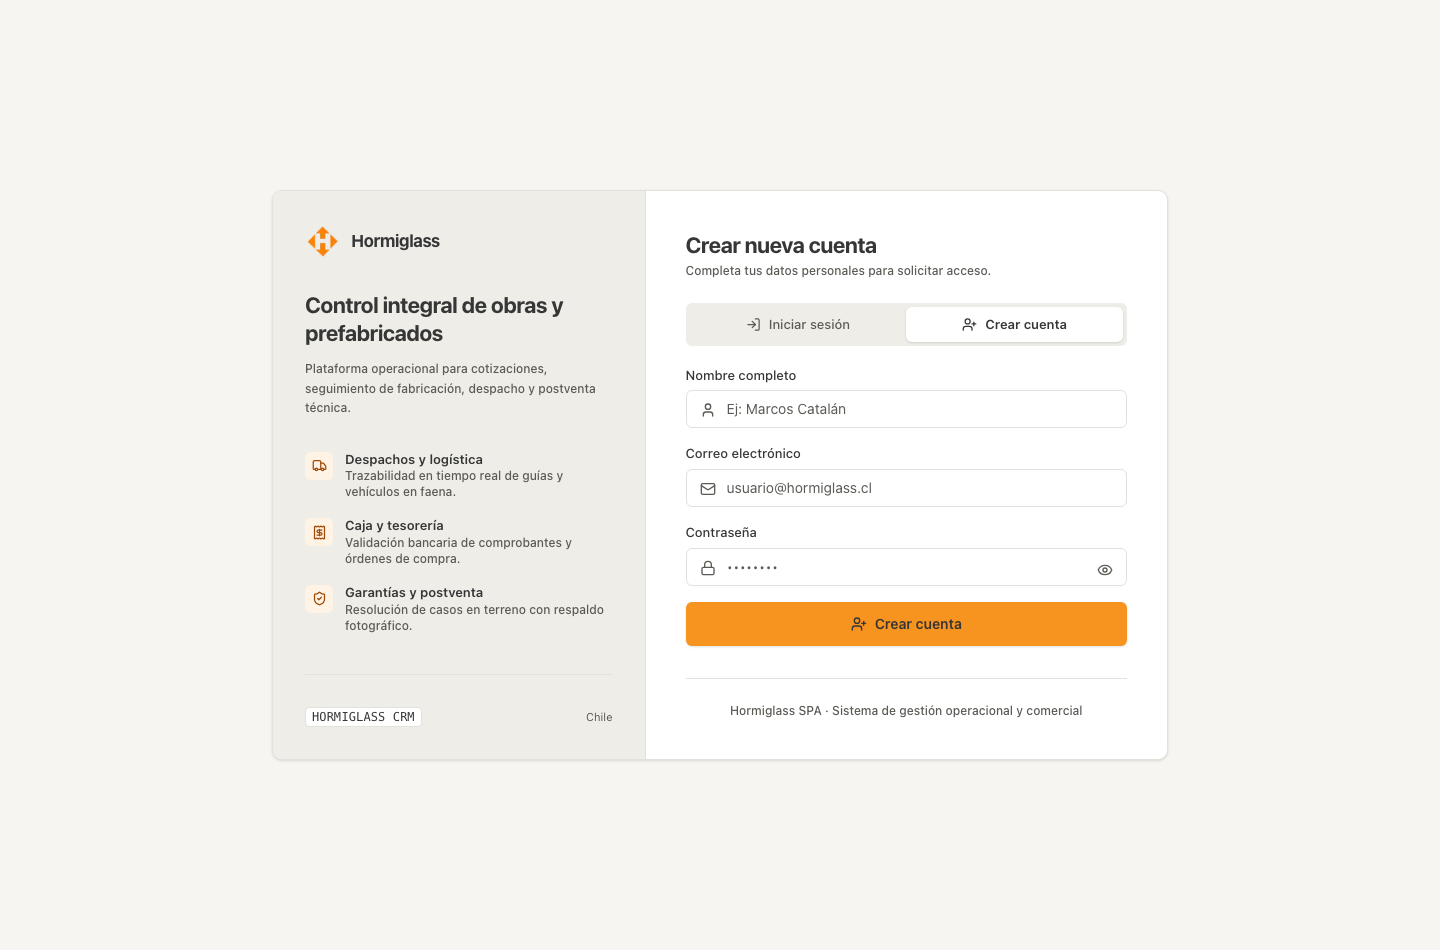 Hormiglass
Control integral de obras y
prefabricados
Plataforma operacional para cotizaciones,
seguimiento de fabricación, despacho y postventa
técnica.
Despachos y logística
Trazabilidad en tiempo real de guías y
vehículos en faena.
Caja y tesorería
Validación bancaria de comprobantes y
órdenes de compra.
Garantías y postventa
Resolución de casos en terreno con respaldo
fotográfico.
HORMIGLASS CRM
Chile
Crear nueva cuenta
Completa tus datos personales para solicitar acceso.
Iniciar sesión
Crear cuenta
Nombre completo
Ej: Marcos Catalán
Correo electrónico
usuario@hormiglass.cl
Contraseña
••••••••
Crear cuenta
Hormiglass SPA · Sistema de gestión operacional y comercial